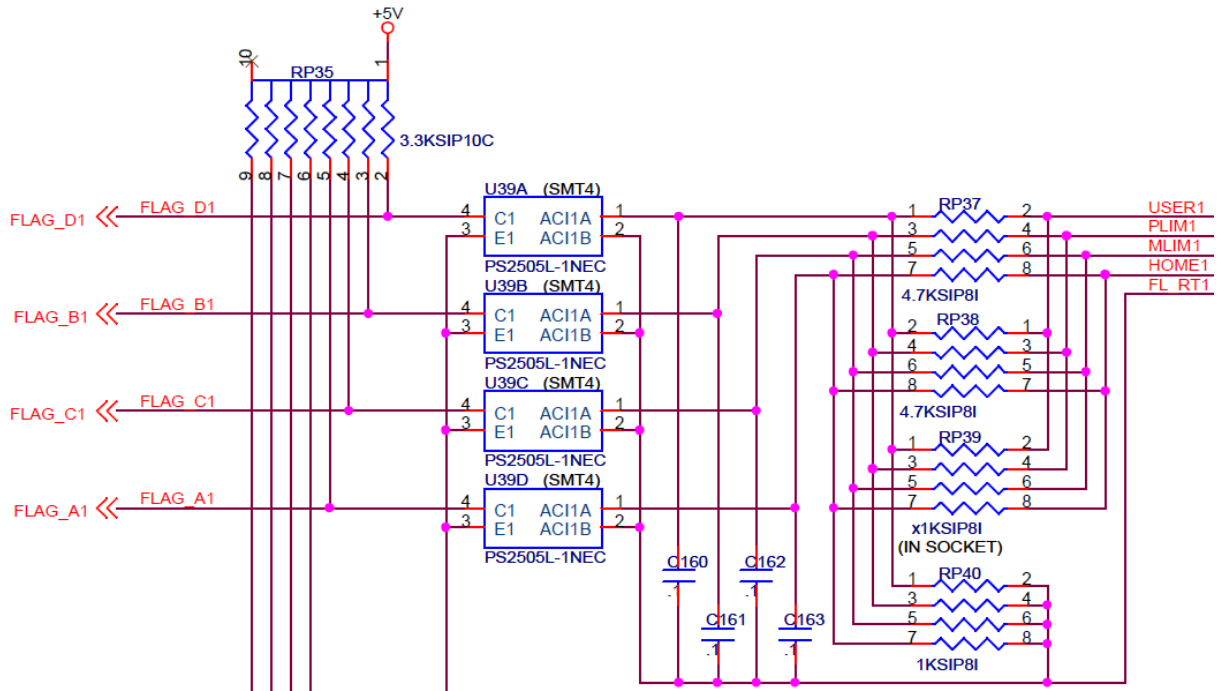 +5V
10
1
RP35
3.3KSIP10C
9 8 7 6 5 4 3 2
U39A (SMT4)
FLAG_D1 FLAG_D1 4 C1 ACI1A 1
3 E1 ACI1B 2
PS2505L-1NEC
U39B (SMT4)
FLAG_B1 FLAG_B1 4 C1 ACI1A 1
3 E1 ACI1B 2
PS2505L-1NEC
U39C (SMT4)
FLAG_C1 FLAG_C1 4 C1 ACI1A 1
3 E1 ACI1B 2
PS2505L-1NEC
U39D (SMT4)
FLAG_A1 FLAG_A1 4 C1 ACI1A 1
3 E1 ACI1B 2
PS2505L-1NEC
C160
.1
C162
.1
C161
.1
C163
.1
RP37
1 2 USER1
3 4 PLIM1
5 6 MLIM1
7 8 HOME1
4.7KSIP8I
FL_RT1
RP38
2 1
4 3
6 5
8 7
4.7KSIP8I
RP39
1 2
3 4
5 6
7 8
x1KSIP8I
(IN SOCKET)
RP40
1 2
3 4
5 6
7 8
1KSIP8I